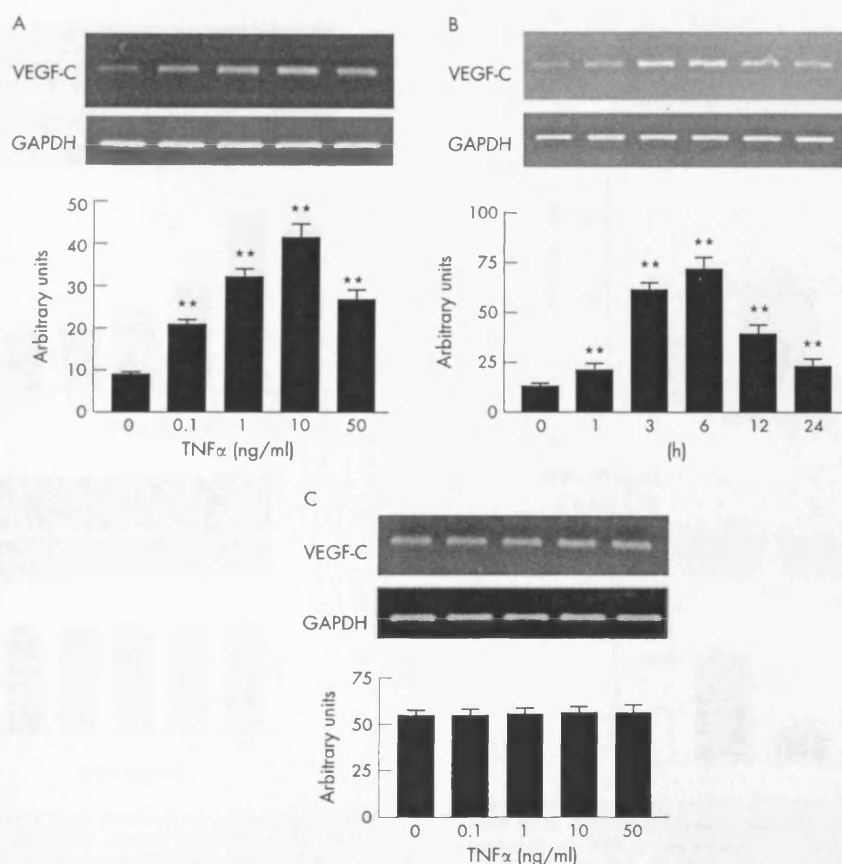 A
VEGF-C
GAPDH
50
40
30
20
10
0
Arbitrary units
**
**
**
**
0 0.1 1 10 50
TNFα (ng/ml)
B
VEGF-C
GAPDH
100
75
50
25
0
Arbitrary units
**
**
**
**
**
0 1 3 6 12 24
(h)
C
VEGF-C
GAPDH
75
50
25
0
Arbitrary units
0 0.1 1 10 50
TNFα (ng/ml)